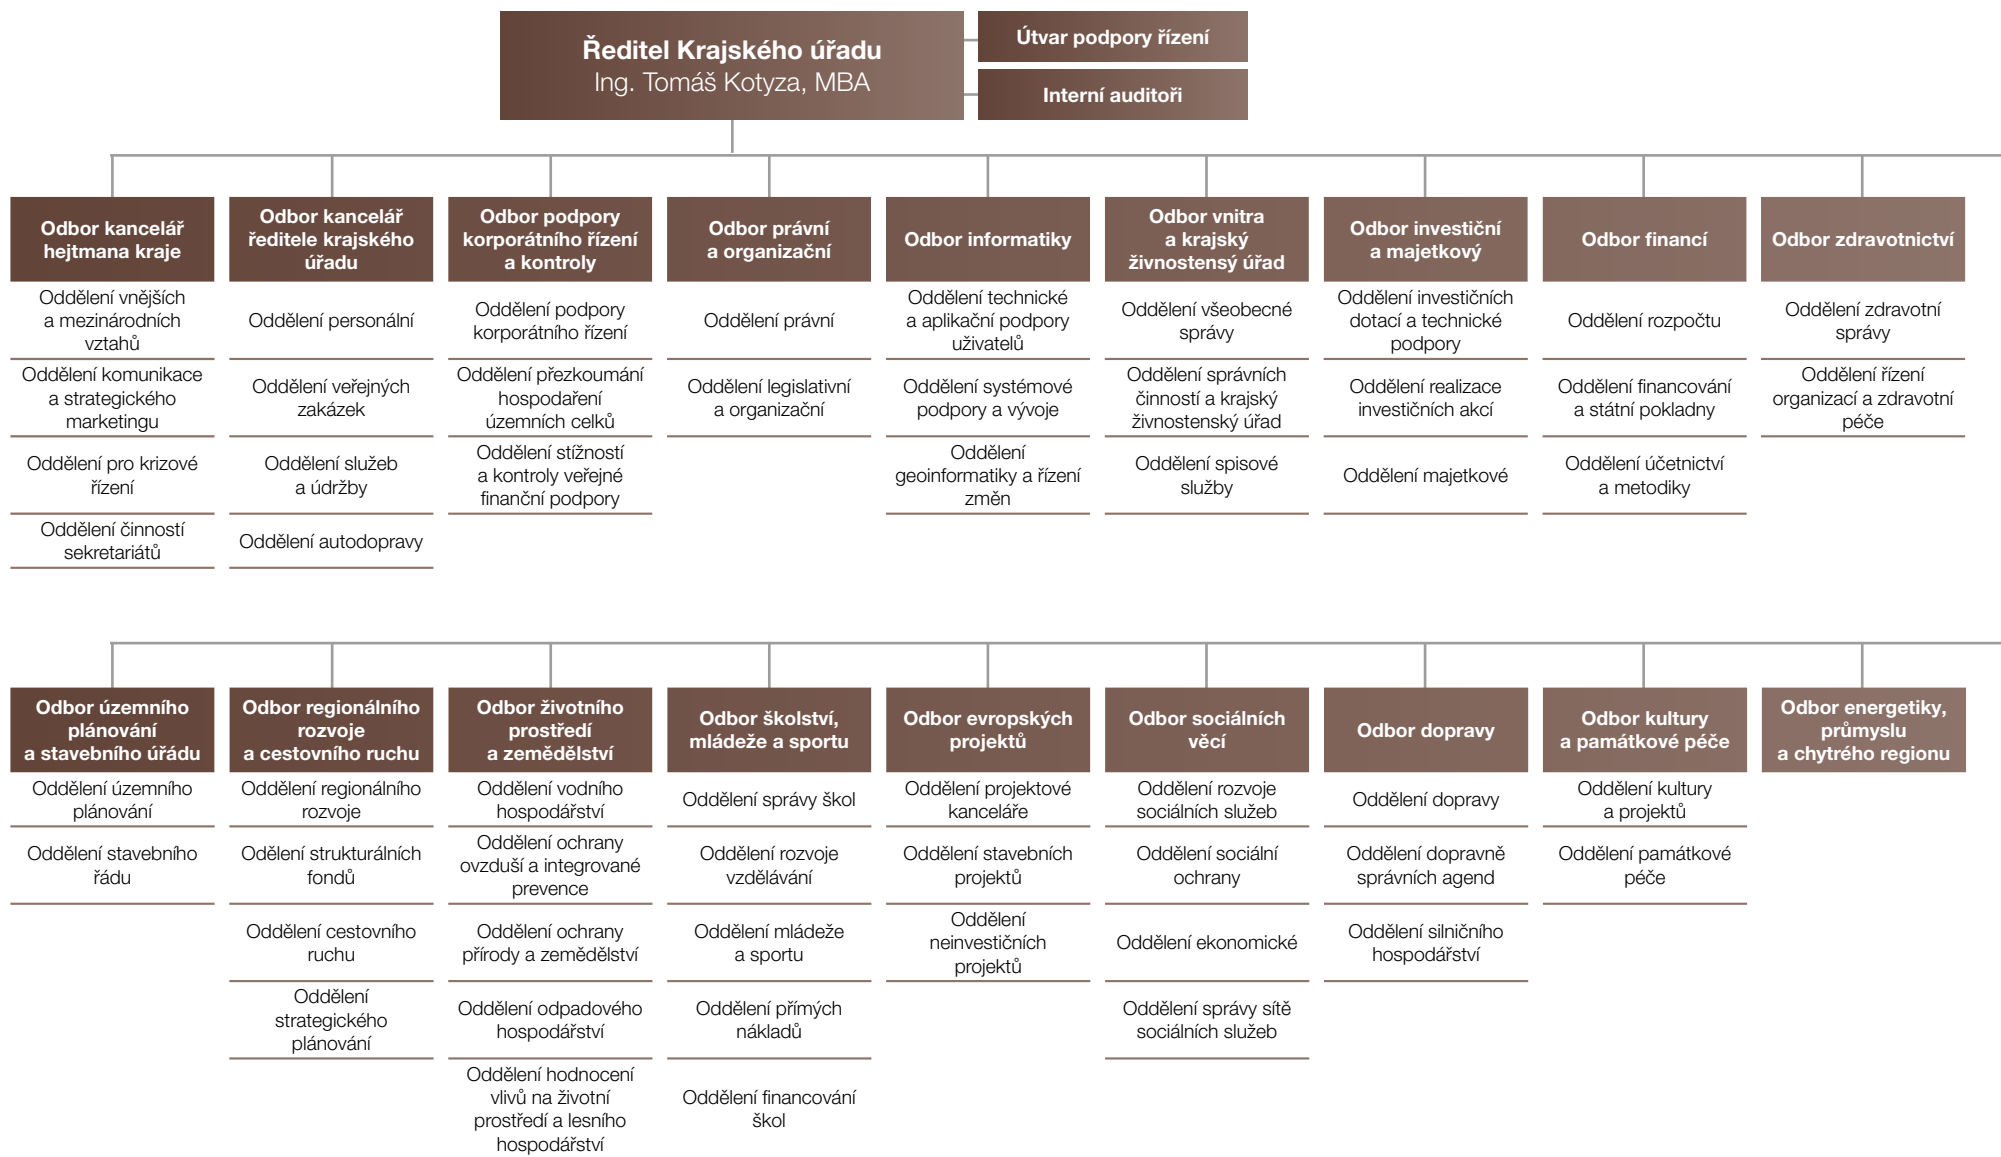 Ředitel Krajského úřadu
Ing. Tomáš Kotyza, MBA
Útvar podpory řízení
Interní auditoři
Odbor kancelář
hejtmana kraje
Oddělení vnějších
a mezinárodních
vztahů
Oddělení komunikace
a strategického
marketingu
Oddělení pro krizové
řízení
Oddělení činností
sekretariátů
Odbor kancelář
ředitele krajského
úřadu
Oddělení personální
Oddělení veřejných
zakázek
Oddělení služeb
a údržby
Oddělení autodopravy
Odbor podpory
korporátního řízení
a kontroly
Oddělení podpory
korporátního řízení
Oddělení přezkoumání
hospodaření
územních celků
Oddělení stížností
a kontroly veřejné
finanční podpory
Odbor právní
a organizační
Oddělení právní
Oddělení legislativní
a organizační
Odbor informatiky
Oddělení technické
a aplikační podpory
uživatelů
Oddělení systémové
podpory a vývoje
Oddělení
geoinformatiky a řízení
změn
Odbor vnitra
a krajský
živnostensý úřad
Oddělení všeobecné
správy
Oddělení správních
činností a krajský
živnostenský úřad
Oddělení spisové
služby
Odbor investiční
a majetkový
Oddělení investičních
dotací a technické
podpory
Oddělení realizace
investičních akcí
Oddělení majetkové
Odbor financí
Oddělení rozpočtu
Oddělení financování
a státní pokladny
Oddělení účetnictví
a metodiky
Odbor zdravotnictví
Oddělení zdravotní
správy
Oddělení řízení
organizací a zdravotní
péče
Odbor územního
plánování
a stavebního úřádu
Oddělení územního
plánování
Oddělení stavebního
řádu
Odbor regionálního
rozvoje
a cestovního ruchu
Oddělení regionálního
rozvoje
Odělení strukturálních
fondů
Oddělení cestovního
ruchu
Oddělení
strategického
plánování
Odbor životního
prostředí
a zemědělství
Oddělení vodního
hospodářství
Oddělení ochrany
ovzduší a integrované
prevence
Oddělení ochrany
přírody a zemědělství
Oddělení odpadového
hospodářství
Oddělení hodnocení
vlivů na životní
prostředí a lesního
hospodářství
Odbor školství,
mládeže a sportu
Oddělení správy škol
Oddělení rozvoje
vzdělávání
Oddělení mládeže
a sportu
Oddělení přímých
nákladů
Oddělení financování
škol
Odbor evropských
projektů
Oddělení projektové
kanceláře
Oddělení stavebních
projektů
Oddělení
neinvestičních
projektů
Odbor sociálních
věcí
Oddělení rozvoje
sociálních služeb
Oddělení sociální
ochrany
Oddělení ekonomické
Oddělení správy sítě
sociálních služeb
Odbor dopravy
Oddělení dopravy
Oddělení dopravně
správních agend
Oddělení silničního
hospodářství
Odbor kultury
a památkové péče
Oddělení kultury
a projektů
Oddělení památkové
péče
Odbor energetiky,
průmyslu
a chytrého regionu